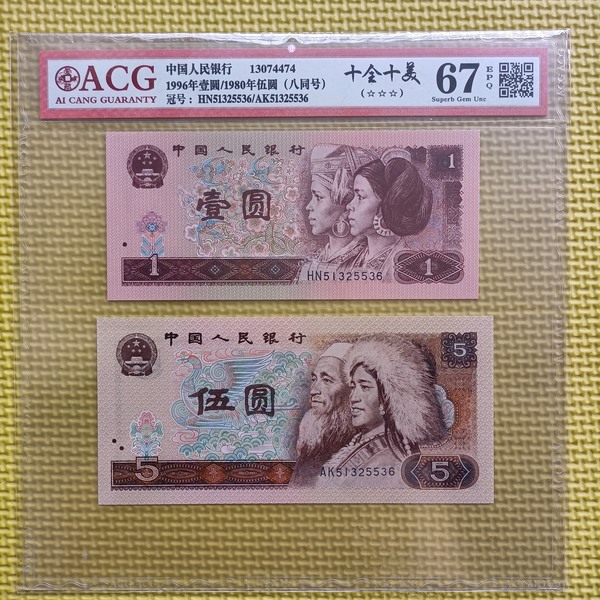 ACG
AI CANG GUARANTY
中国人民银行 13074474
1996年壹圆/1980年伍圆（八同号）
冠号： HN51325536/AK51325536
十全十美
(☆☆☆)
67
EPQ
Superb Gem Unc
中国人民银行
1
壹圆
HN51325536
1
1
中国人民银行
5
伍圆
AK51325536
5
5